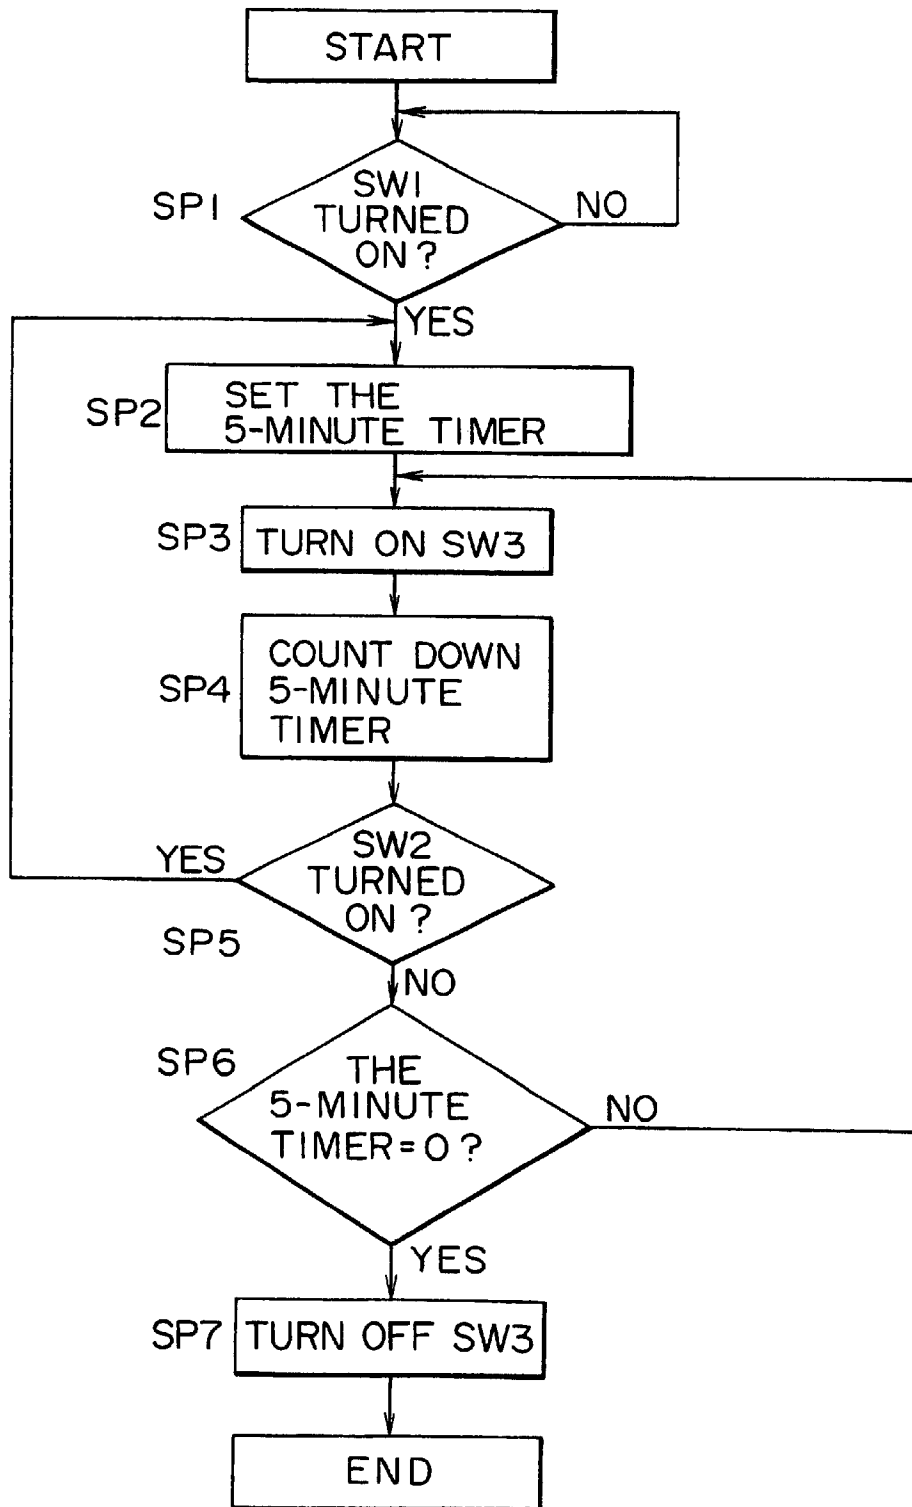 START
SP1
SW1
TURNED
ON?
NO
YES
SP2
SET THE
5-MINUTE TIMER
SP3
TURN ON SW3
SP4
COUNT DOWN
5-MINUTE
TIMER
YES
SW2
TURNED
ON?
SP5
NO
SP6
THE
5-MINUTE
TIMER=0?
NO
YES
SP7
TURN OFF SW3
END